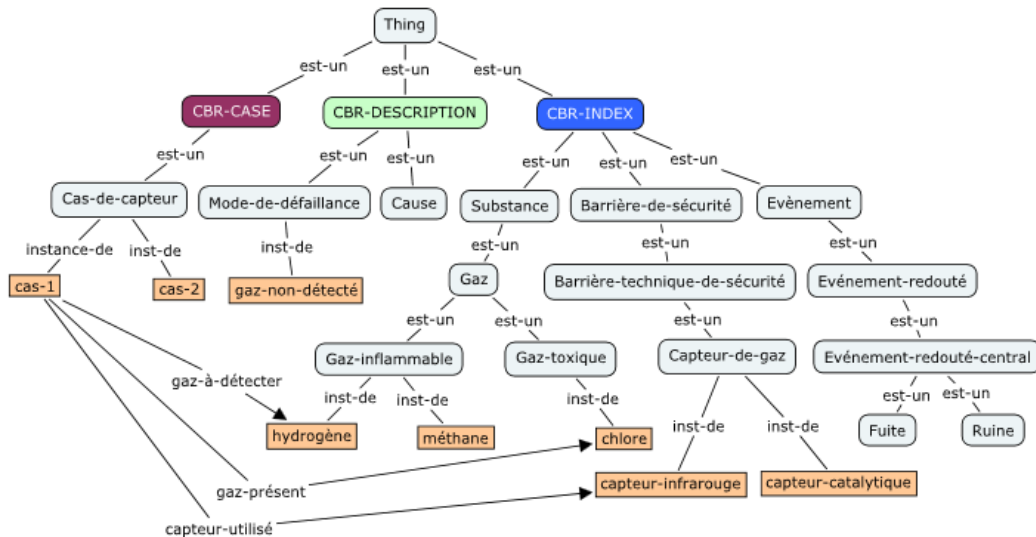 Thing
est-un
est-un
est-un
CBR-CASE
CBR-DESCRIPTION
CBR-INDEX
est-un
est-un
est-un
est-un
est-un
est-un
Cas-de-capteur
Mode-de-défaillance
Cause
Substance
Barrière-de-sécurité
Evènement
instance-de
inst-de
inst-de
est-un
est-un
est-un
cas-1
cas-2
gaz-non-détecté
Gaz
Barrière-technique-de-sécurité
Evénement-redouté
est-un
est-un
est-un
est-un
Gaz-inflammable
Gaz-toxique
Capteur-de-gaz
Evénement-redouté-central
gaz-à-détecter
inst-de
inst-de
inst-de
est-un
est-un
inst-de
inst-de
hydrogène
méthane
chlore
Fuite
Ruine
gaz-présent
capteur-infrarouge
capteur-catalytique
capteur-utilisé